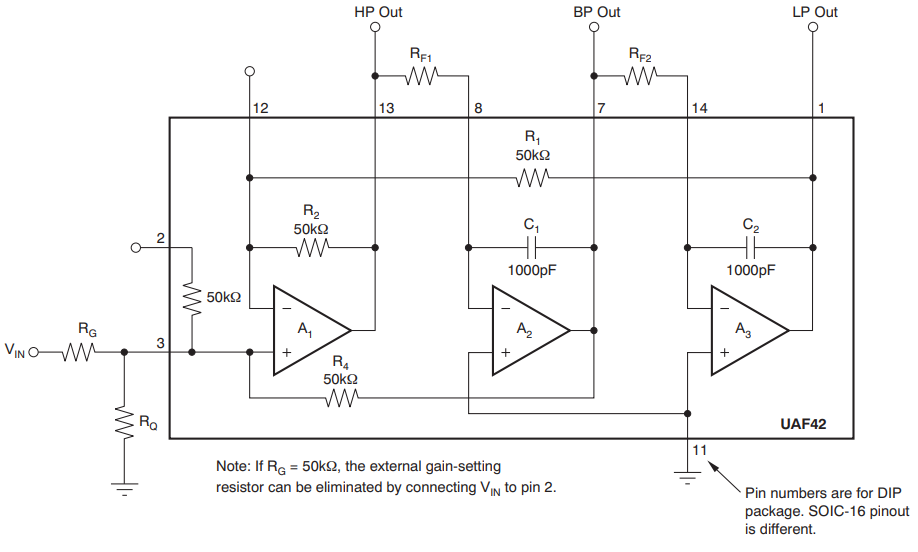 HP Out
BP Out
LP Out
RF1
RF2
12
13
8
7
14
1
R1
50kΩ
R2
50kΩ
C1
1000pF
C2
1000pF
2
50kΩ
–
–
–
A1
A2
A3
RG
VIN
3
+
+
+
R4
50kΩ
RQ
UAF42
11
Note: If RG = 50kΩ, the external gain-setting
resistor can be eliminated by connecting VIN to pin 2.
Pin numbers are for DIP
package. SOIC-16 pinout
is different.